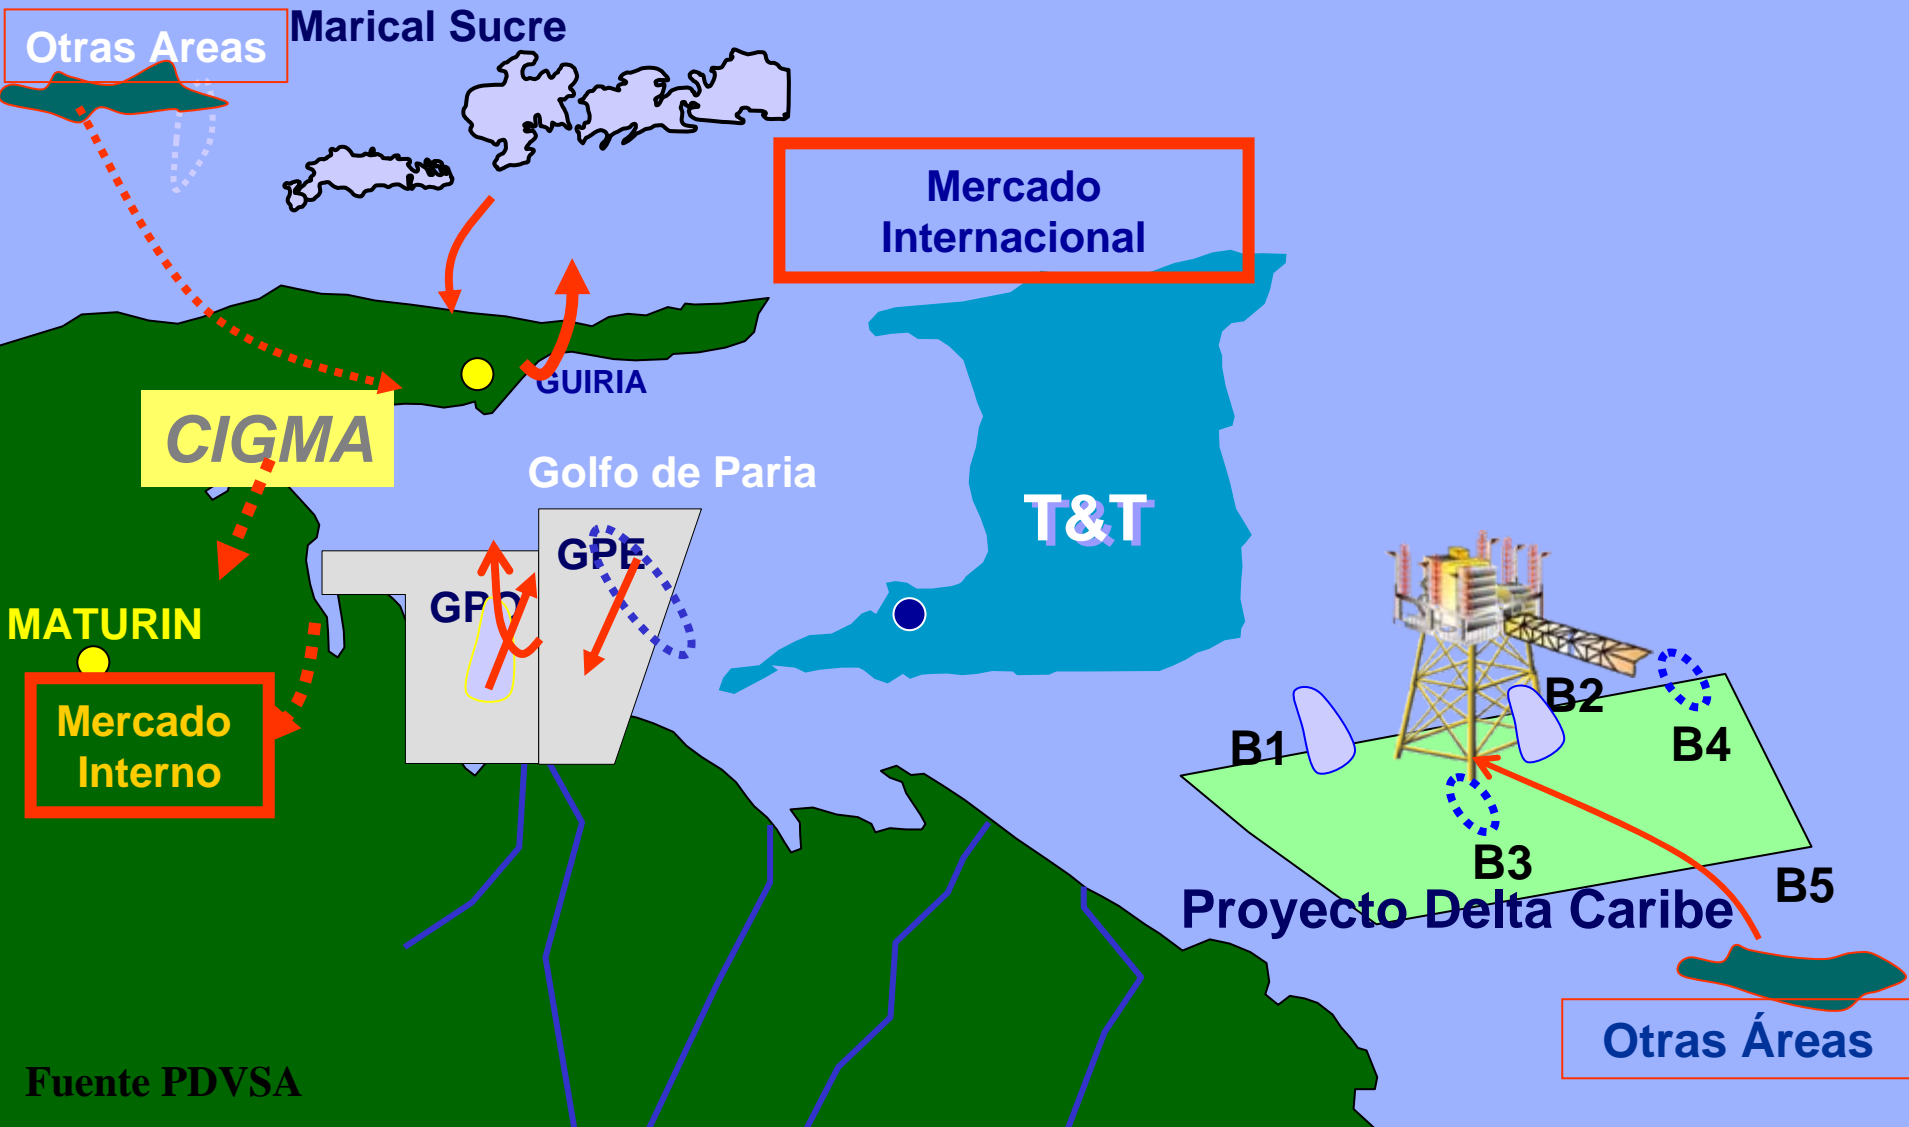 Marical Sucre
Otras Areas
Mercado
Internacional
GUIRIA
CIGMA
Golfo de Paria
T&T
GPE
GPO
MATURIN
Mercado
Interno
B2
B1
B4
B3
B5
Proyecto Delta Caribe
Otras Áreas
Fuente PDVSA